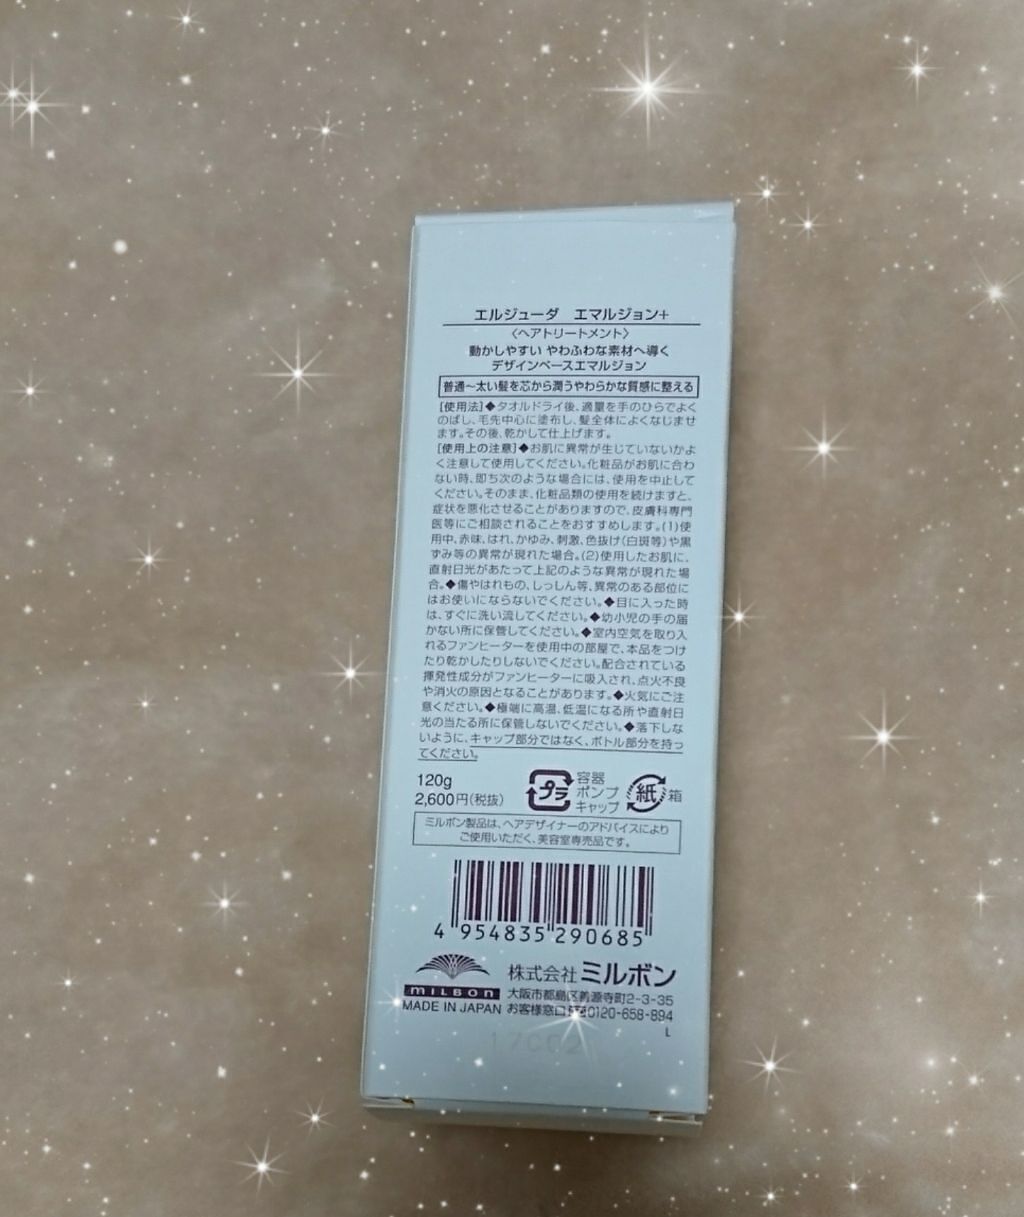 エルジューダ エマルジョン+
〈ヘアトリートメント〉
動かしやすい やわふわな素材へ導く
デザインベースエマルジョン
普通～太い髪を芯から潤うやわらかな質感に整える
[使用法]◆タオルドライ後、適量を手のひらでよく
のばし、毛先中心に塗布し、髪全体によくなじませ
ます。その後、乾かして仕上げます。
[使用上の注意]◆お肌に異常が生じていないかよ
く注意して使用してください。化粧品がお肌に合わ
ない時、即ち次のような場合には、使用を中止して
ください。そのまま、化粧品類の使用を続けますと、
症状を悪化させることがありますので、皮膚科専門
医等にご相談されることをおすすめします。(1)使
用中、赤味、はれ、かゆみ、刺激、色抜け(白斑等)や黒
ずみ等の異常が現れた場合。(2)使用したお肌に、
直射日光があたって上記のような異常が現れた場
合。◆傷やはれもの、しっしん等、異常のある部位に
はお使いにならないでください。◆目に入った時
は、すぐに洗い流してください。◆幼小児の手の届
かない所に保管してください。◆室内空気を取り入
れるファンヒーターを使用中の部屋で、本品をつけ
たり乾かしたりしないでください。配合されている
揮発性成分がファンヒーターに吸入され、点火不良
や消火の原因となることがあります。◆火気にご注
意ください。◆極端に高温、低温になる所や直射日
光の当たる所に保管しないでください。◆落下しな
いように、キャップ部分ではなく、ボトル部分を持っ
てください。
120g
2,600円(税抜)
プラ
容器
ポンプ
キャップ
紙
箱
ミルボン製品は、ヘアデザイナーのアドバイスにより
ご使用いただく、美容室専売品です。
4 954835 290685
milbon
MADE IN JAPAN
株式会社ミルボン
大阪市都島区善源寺町2-3-35
お客様窓口 0120-658-894
L
17C02